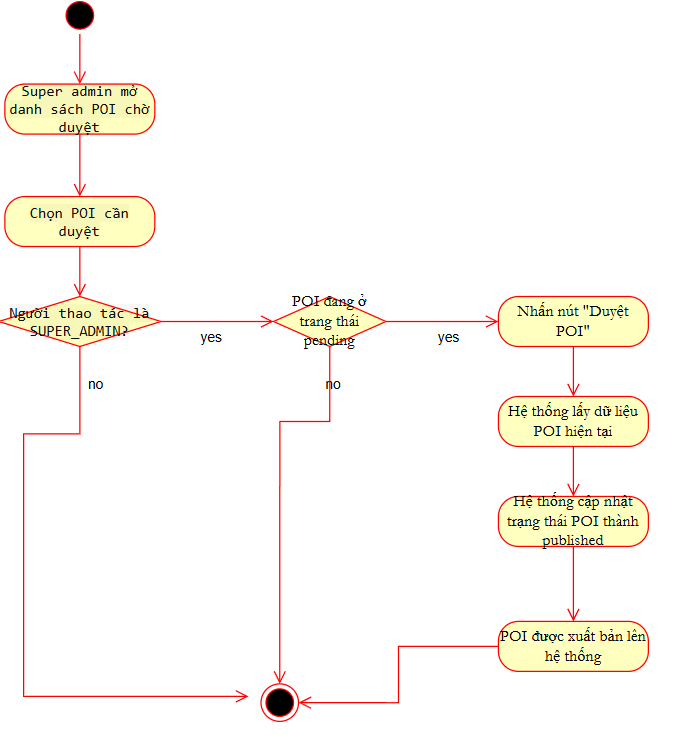 Super admin mở
danh sách POI chờ
duyệt
Chọn POI cần
duyệt
Người thao tác là
SUPER_ADMIN?
yes
no
POI đang ở
trang thái
pending
yes
no
Nhấn nút "Duyệt
POI"
Hệ thống lấy dữ liệu
POI hiện tại
Hệ thống cập nhật
trạng thái POI thành
published
POI được xuất bản lên
hệ thống